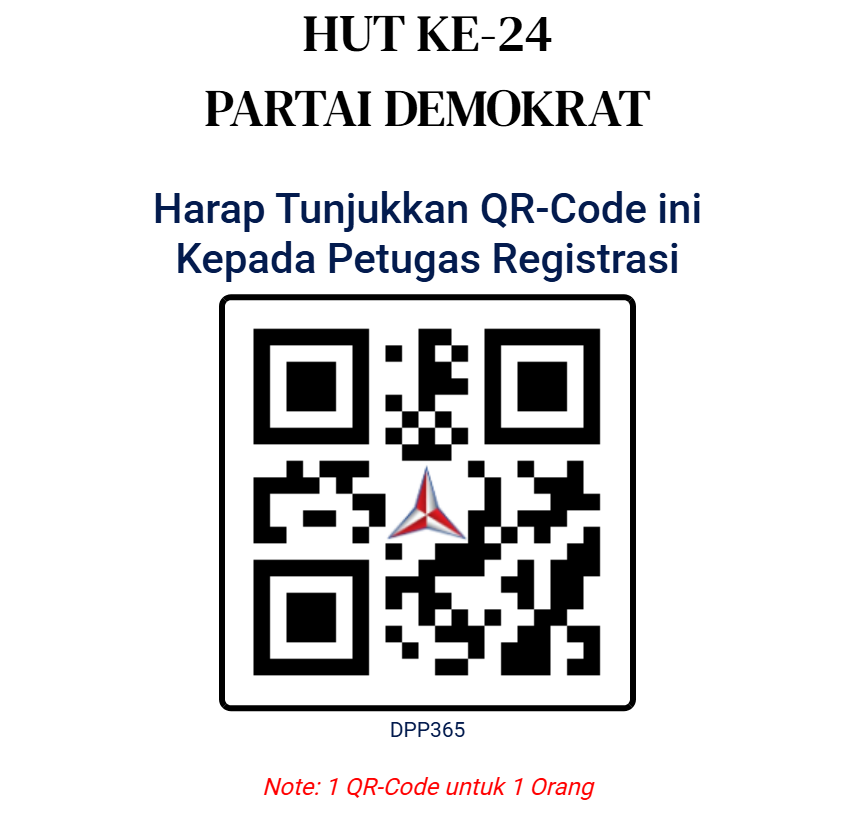 HUT KE-24
PARTAI DEMOKRAT
Harap Tunjukkan QR-Code ini
Kepada Petugas Registrasi
DPP365
Note: 1 QR-Code untuk 1 Orang